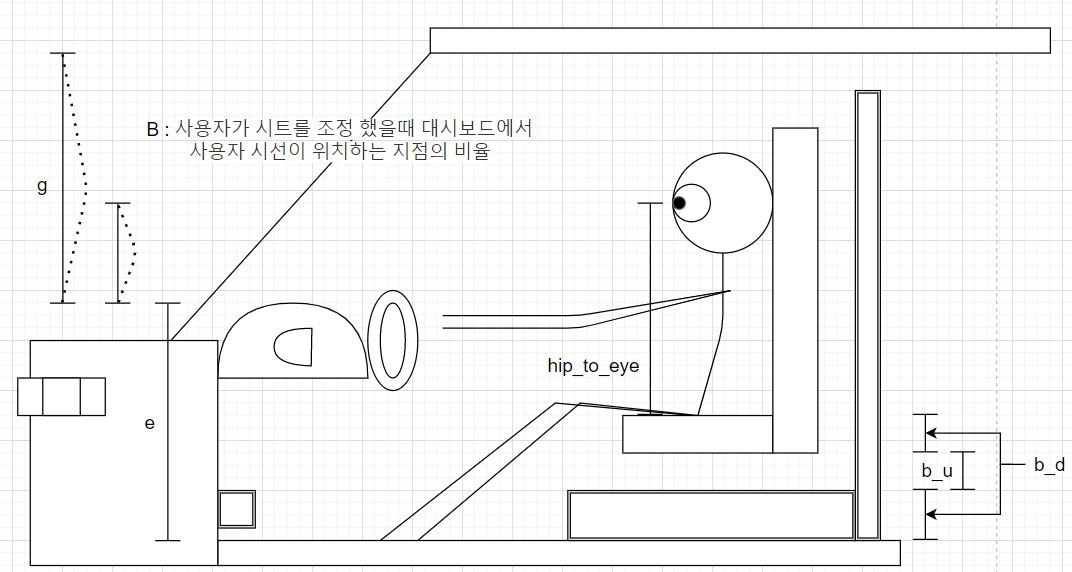 B : 사용자가 시트를 조정 했을때 대시보드에서
사용자 시선이 위치하는 지점의 비율
g
hip_to_eye
e
b_u
b_d